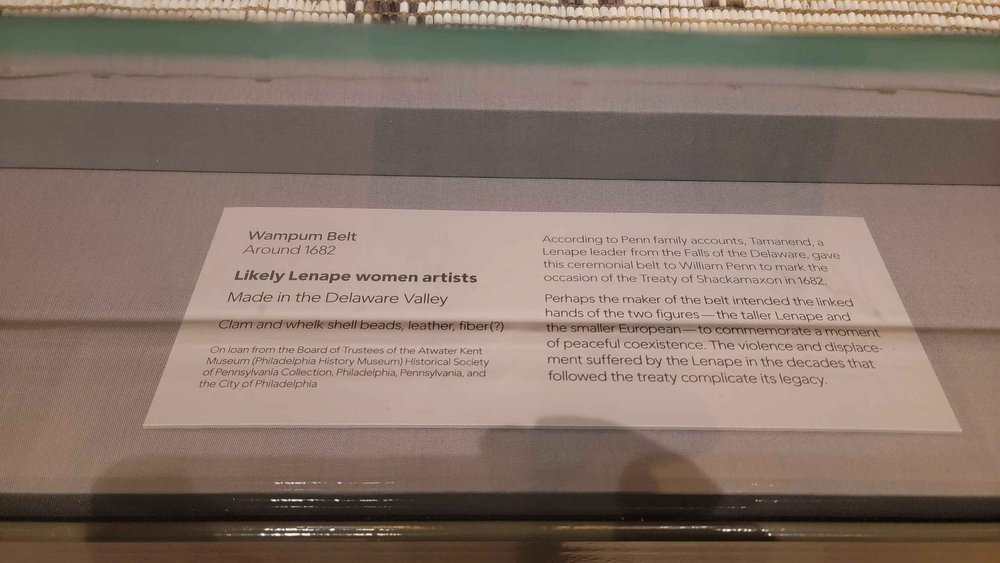 Wampum Belt
Around 1682
Likely Lenape women artists
Made in the Delaware Valley
Clam and whelk shell beads, leather, fiber(?)
On loan from the Board of Trustees of the Atwater Kent
Museum (Philadelphia History Museum) Historical Society
of Pennsylvania Collection, Philadelphia, Pennsylvania, and
the City of Philadelphia
According to Penn family accounts, Tamanend, a
Lenape leader from the Falls of the Delaware, gave
this ceremonial belt to William Penn to mark the
occasion of the Treaty of Shackamaxon in 1682.
Perhaps the maker of the belt intended the linked
hands of the two figures—the taller Lenape and
the smaller European—to commemorate a moment
of peaceful coexistence. The violence and displace-
ment suffered by the Lenape in the decades that
followed the treaty complicate its legacy.